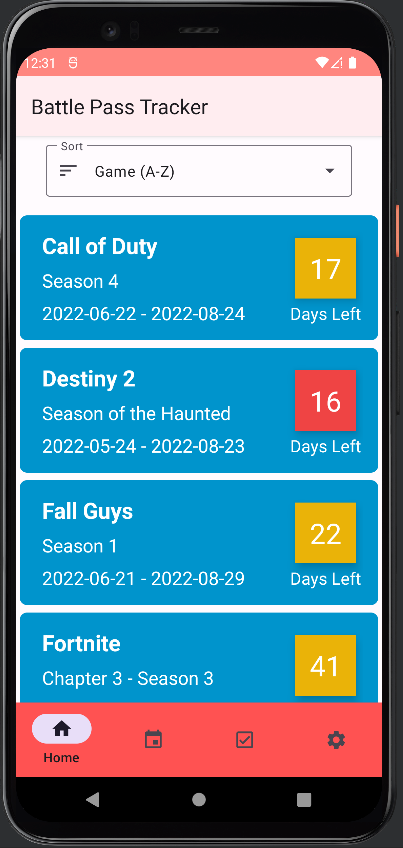 12:31
Battle Pass Tracker
Sort
Game (A-Z)
Call of Duty
Season 4
2022-06-22 - 2022-08-24
17
Days Left
Destiny 2
Season of the Haunted
2022-05-24 - 2022-08-23
16
Days Left
Fall Guys
Season 1
2022-06-21 - 2022-08-29
22
Days Left
Fortnite
Chapter 3 - Season 3
41
Home